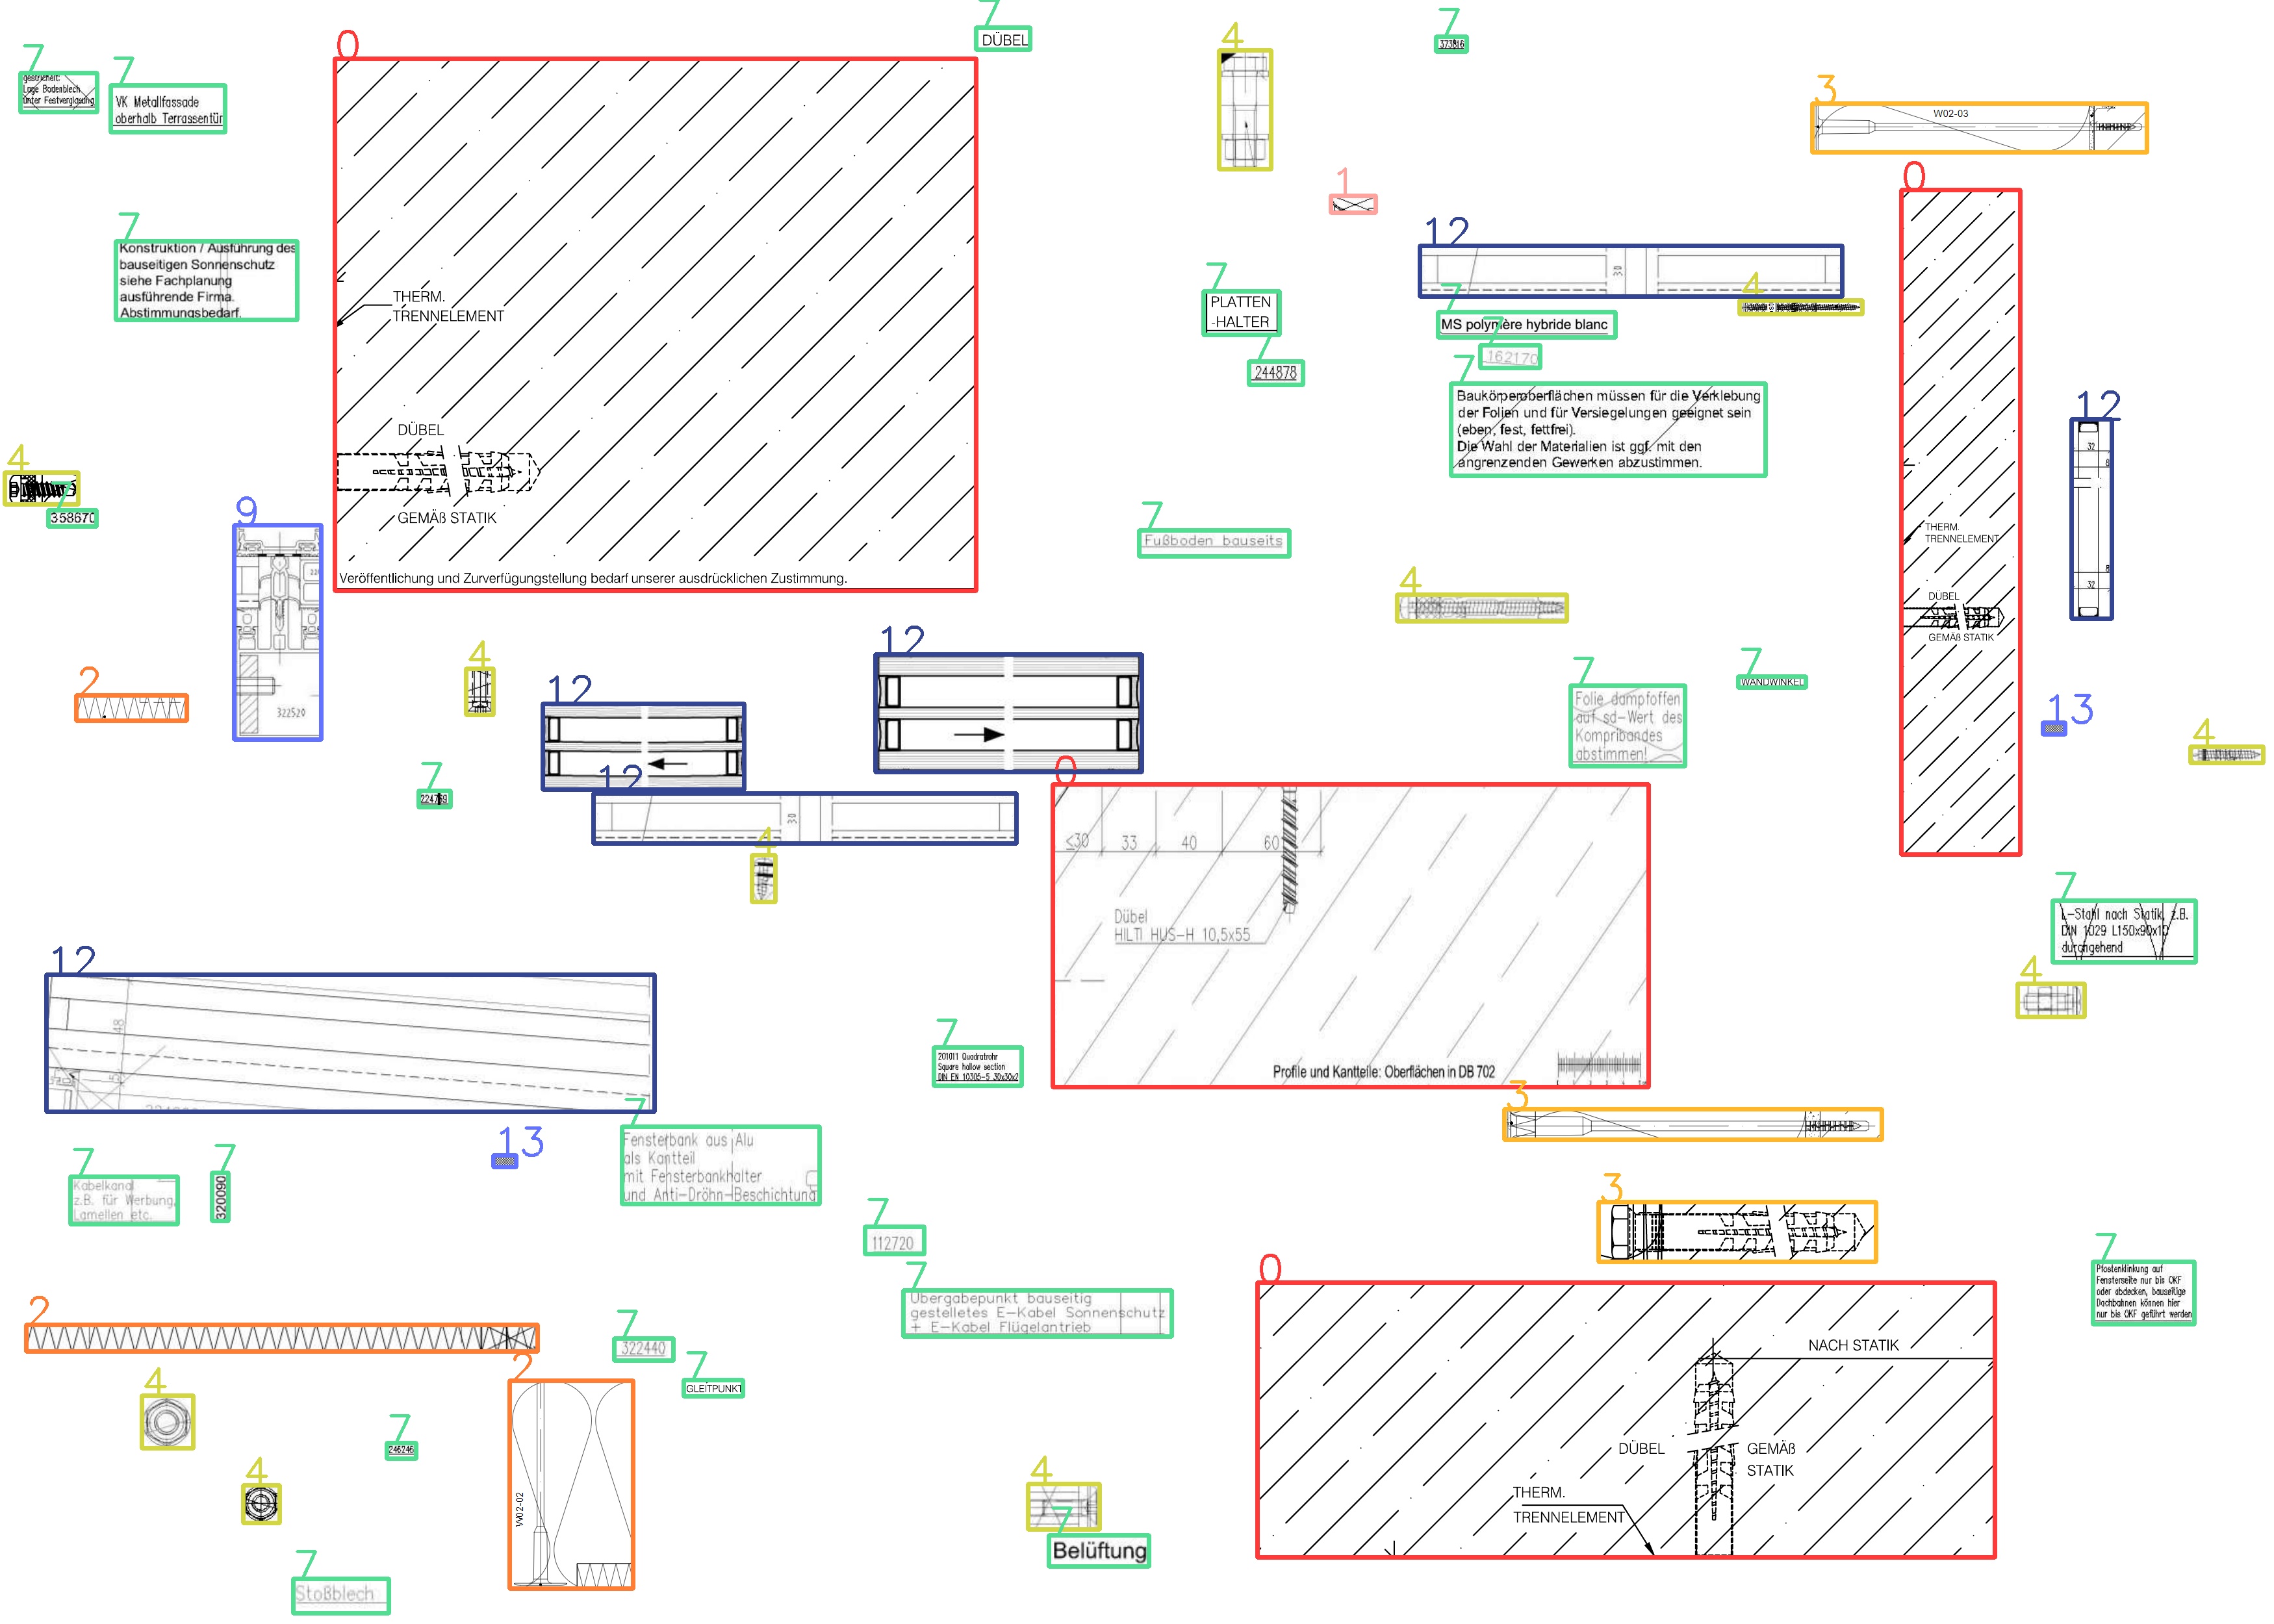 7
DÜBEL
7
373816
7
gestrichelt:
Lage Bodenblech
unter Festverglasung
7
VK Metallfassade
oberhalb Terrassentür
0
4
3
W02-03
0
1
7
Konstruktion / Ausführung des
bauseitigen Sonnenschutz
siehe Fachplanung
ausführende Firma.
Abstimmungsbedarf.
THERM.
TRENNELEMENT
DÜBEL
GEMÄß STATIK
Veröffentlichung und Zurverfügungstellung bedarf unserer ausdrücklichen Zustimmung.
12
30
4
7
PLATTEN
-HALTER
7
244878
7
MS polymère hybride blanc
7
162170
7
Baukörperoberflächen müssen für die Verklebung
der Folien und für Versiegelungen geeignet sein
(eben, fest, fettfrei).
Die Wahl der Materialien ist ggf. mit den
angrenzenden Gewerken abzustimmen.
12
32
8
8
32
4
7
358670
9
322520
7
Fußboden bauseits
THERM.
TRENNELEMENT
DÜBEL
GEMÄß STATIK
4
2
4
12
12
7
Folie dampfoffen
auf sd-Wert des
Kompribandes
abstimmen!
7
WANDWINKEL
13
4
7
12
30
4
0
≤30
33
40
60
Dübel
HILTI HUS-H 10,5x55
Profile und Kantteile: Oberflächen in DB 702
7
L-Stahl nach Statik, z.B.
DIN 1029 L150x90x10
durchgehend
4
12
48
7
201011 Quadratrohr
Square hollow section
DIN EN 10305-5 30x30x2
3
7
Kabelkanal
z.B. für Werbung,
Lamellen etc.
7
320090
13
7
Fensterbank aus Alu
als Kantteil
mit Fensterbankhalter
und Anti-Dröhn-Beschichtung
3
7
112720
7
Übergabepunkt bauseitig
gestelletes E-Kabel Sonnenschutz
+ E-Kabel Flügelantrieb
0
NACH STATIK
DÜBEL
GEMÄß
STATIK
THERM.
TRENNELEMENT
7
Pfostenklinkung auf
Fensterseite nur bis OKF
oder abdecken, bauseitige
Dachbahnen können hier
nur bis OKF geführt werden
2
7
322440
2
W02-02
7
GLEITPUNKT
4
7
246246
4
4
7
Belüftung
7
Stoßblech